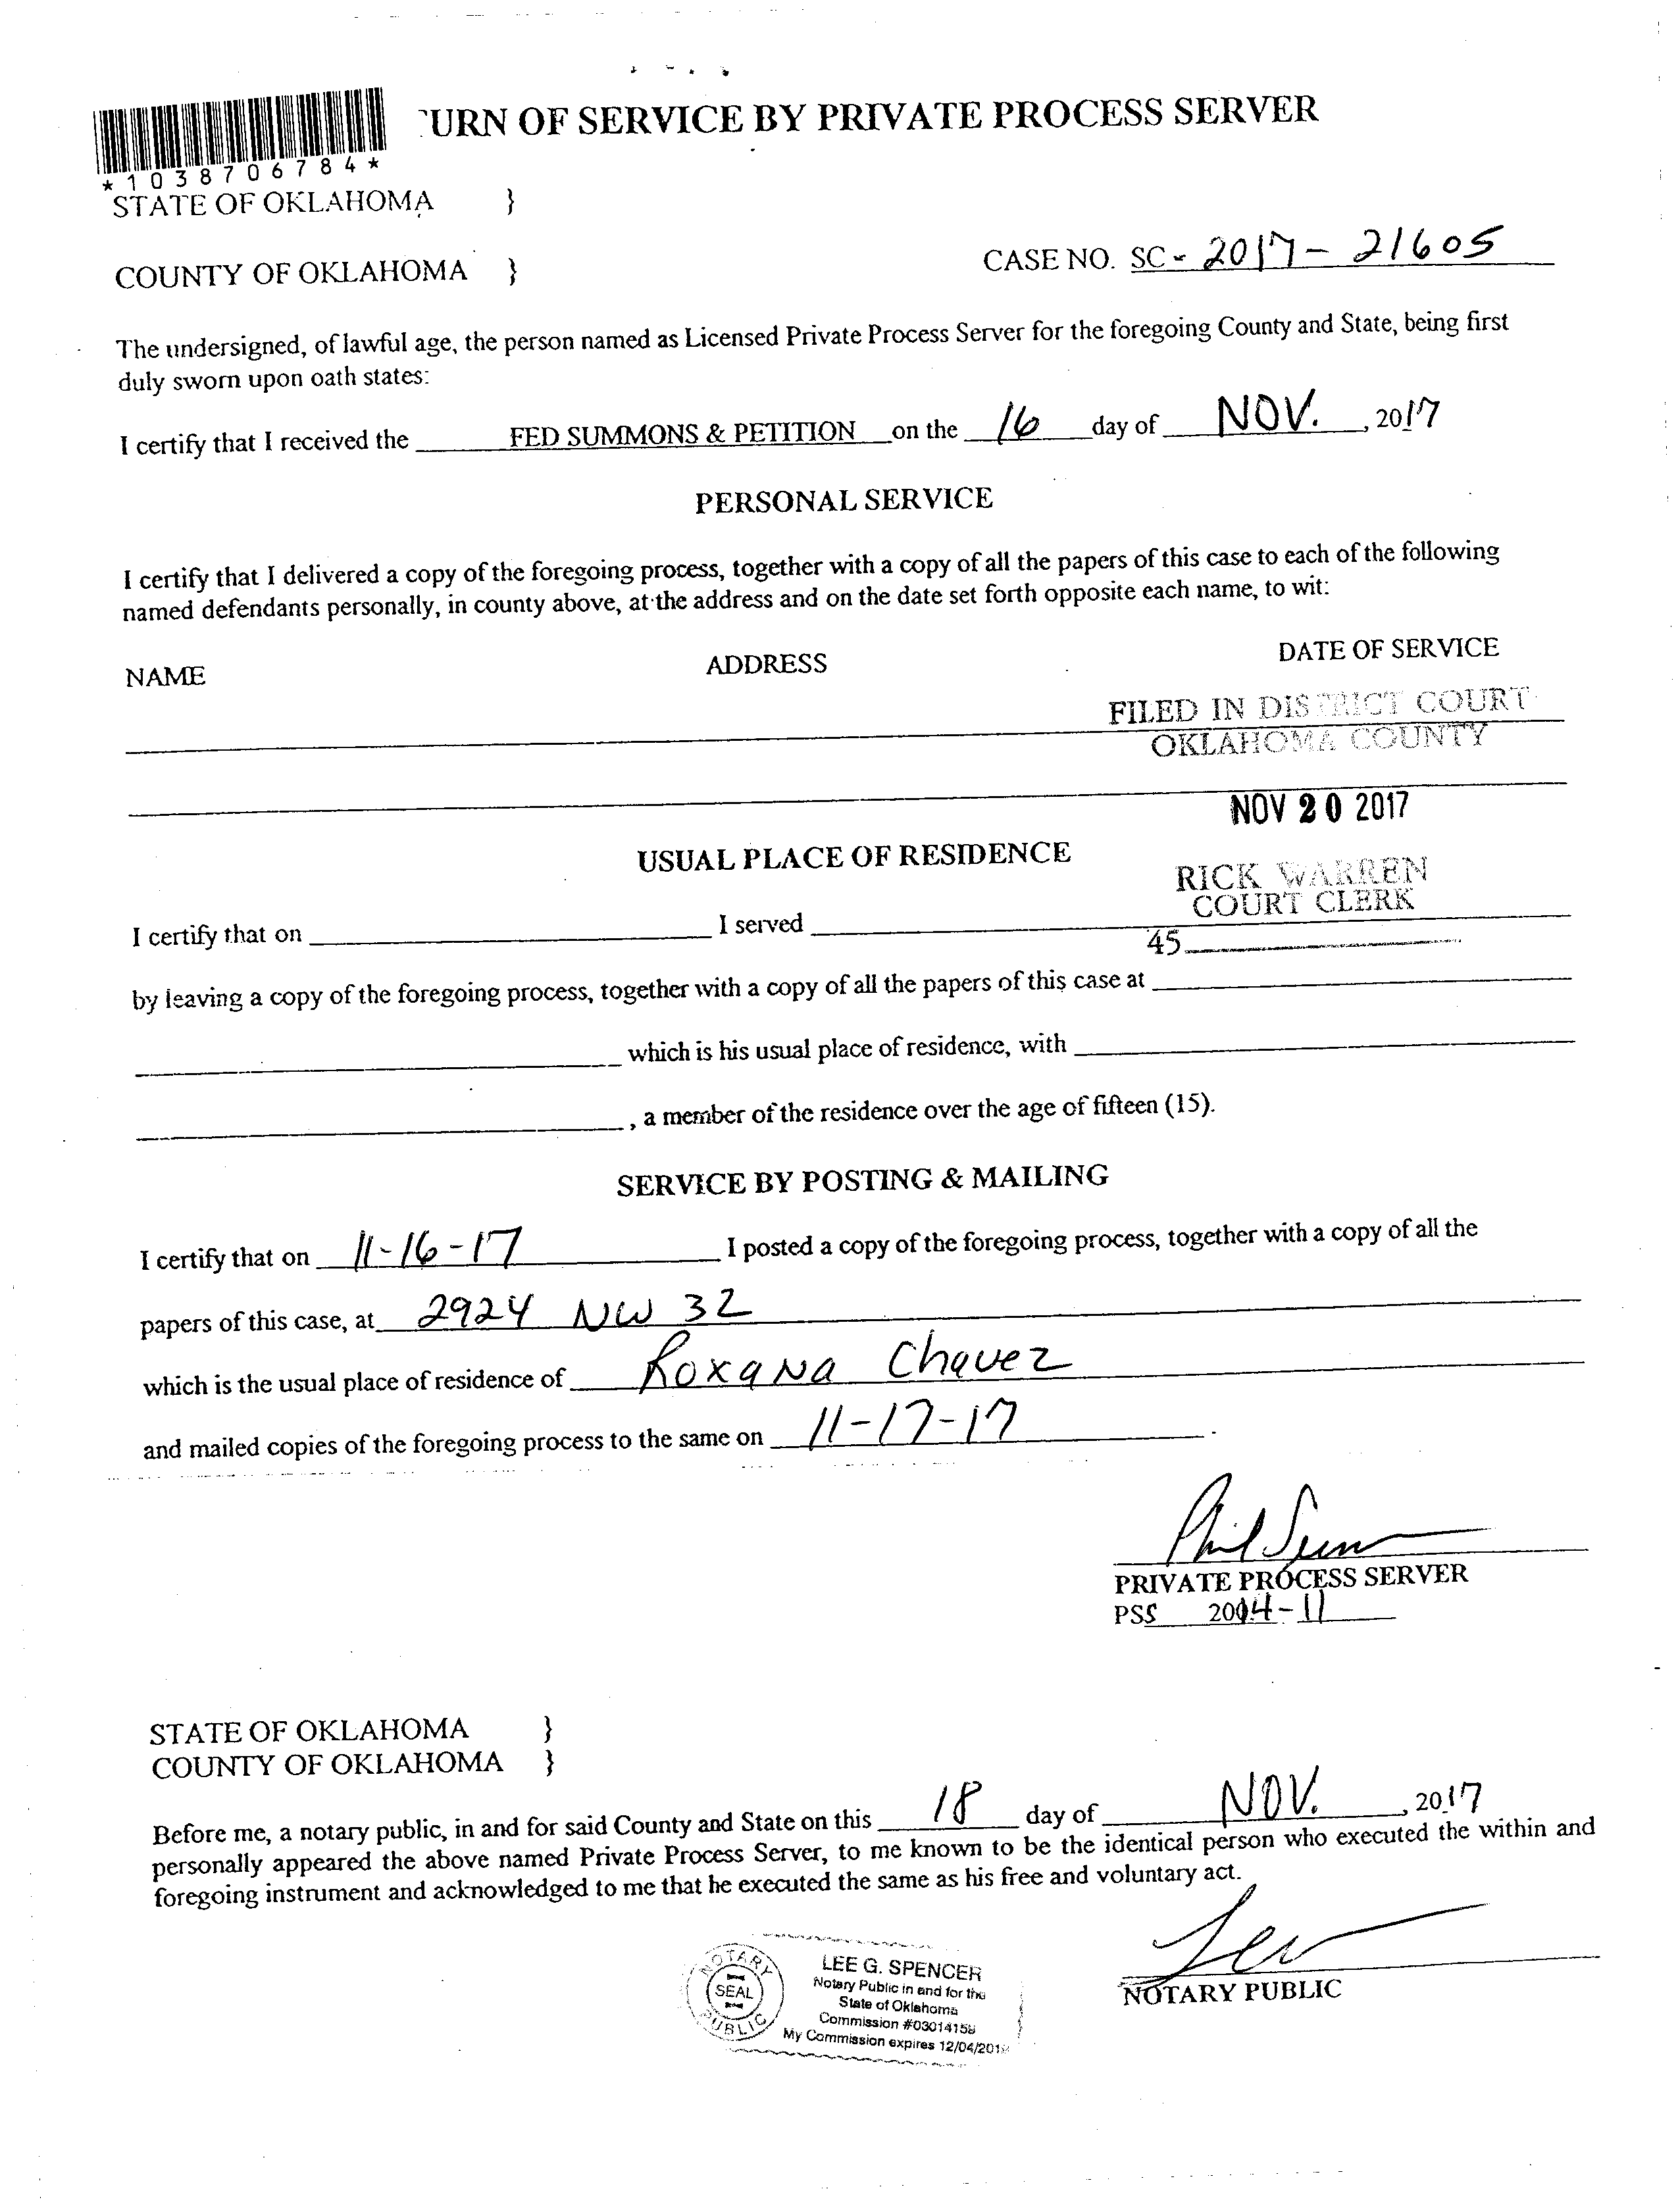 URN OF SERVICE BY PRIVATE PROCESS SERVER
*1038706784*
STATE OF OKLAHOMA }
COUNTY OF OKLAHOMA }
CASE NO. SC - 2017 - 21605
The undersigned, of lawful age, the person named as Licensed Private Process Server for the foregoing County and State, being first
duly sworn upon oath states:
I certify that I received the FED SUMMONS & PETITION on the 16 day of NOV. , 2017
PERSONAL SERVICE
I certify that I delivered a copy of the foregoing process, together with a copy of all the papers of this case to each of the following
named defendants personally, in county above, at the address and on the date set forth opposite each name, to wit:
NAME ADDRESS DATE OF SERVICE
FILED IN DISTRICT COURT
OKLAHOMA COUNTY
NOV 20 2017
USUAL PLACE OF RESIDENCE
RICK WARREN
COURT CLERK
I certify that on I served
45
by leaving a copy of the foregoing process, together with a copy of all the papers of this case at
which is his usual place of residence, with
, a member of the residence over the age of fifteen (15).
SERVICE BY POSTING & MAILING
I certify that on 11-16-17 I posted a copy of the foregoing process, together with a copy of all the
papers of this case, at 2924 NW 32
which is the usual place of residence of Roxana Chavez
and mailed copies of the foregoing process to the same on 11-17-17 .
PRIVATE PROCESS SERVER
PSS 2014-11
STATE OF OKLAHOMA }
COUNTY OF OKLAHOMA }
Before me, a notary public, in and for said County and State on this 18 day of NOV. , 2017
personally appeared the above named Private Process Server, to me known to be the identical person who executed the within and
foregoing instrument and acknowledged to me that he executed the same as his free and voluntary act.
NOTARY PUBLIC
NOTARY
SEAL
PUBLIC
LEE G. SPENCER
Notary Public in and for the
State of Oklahoma
Commission #03014158
My Commission expires